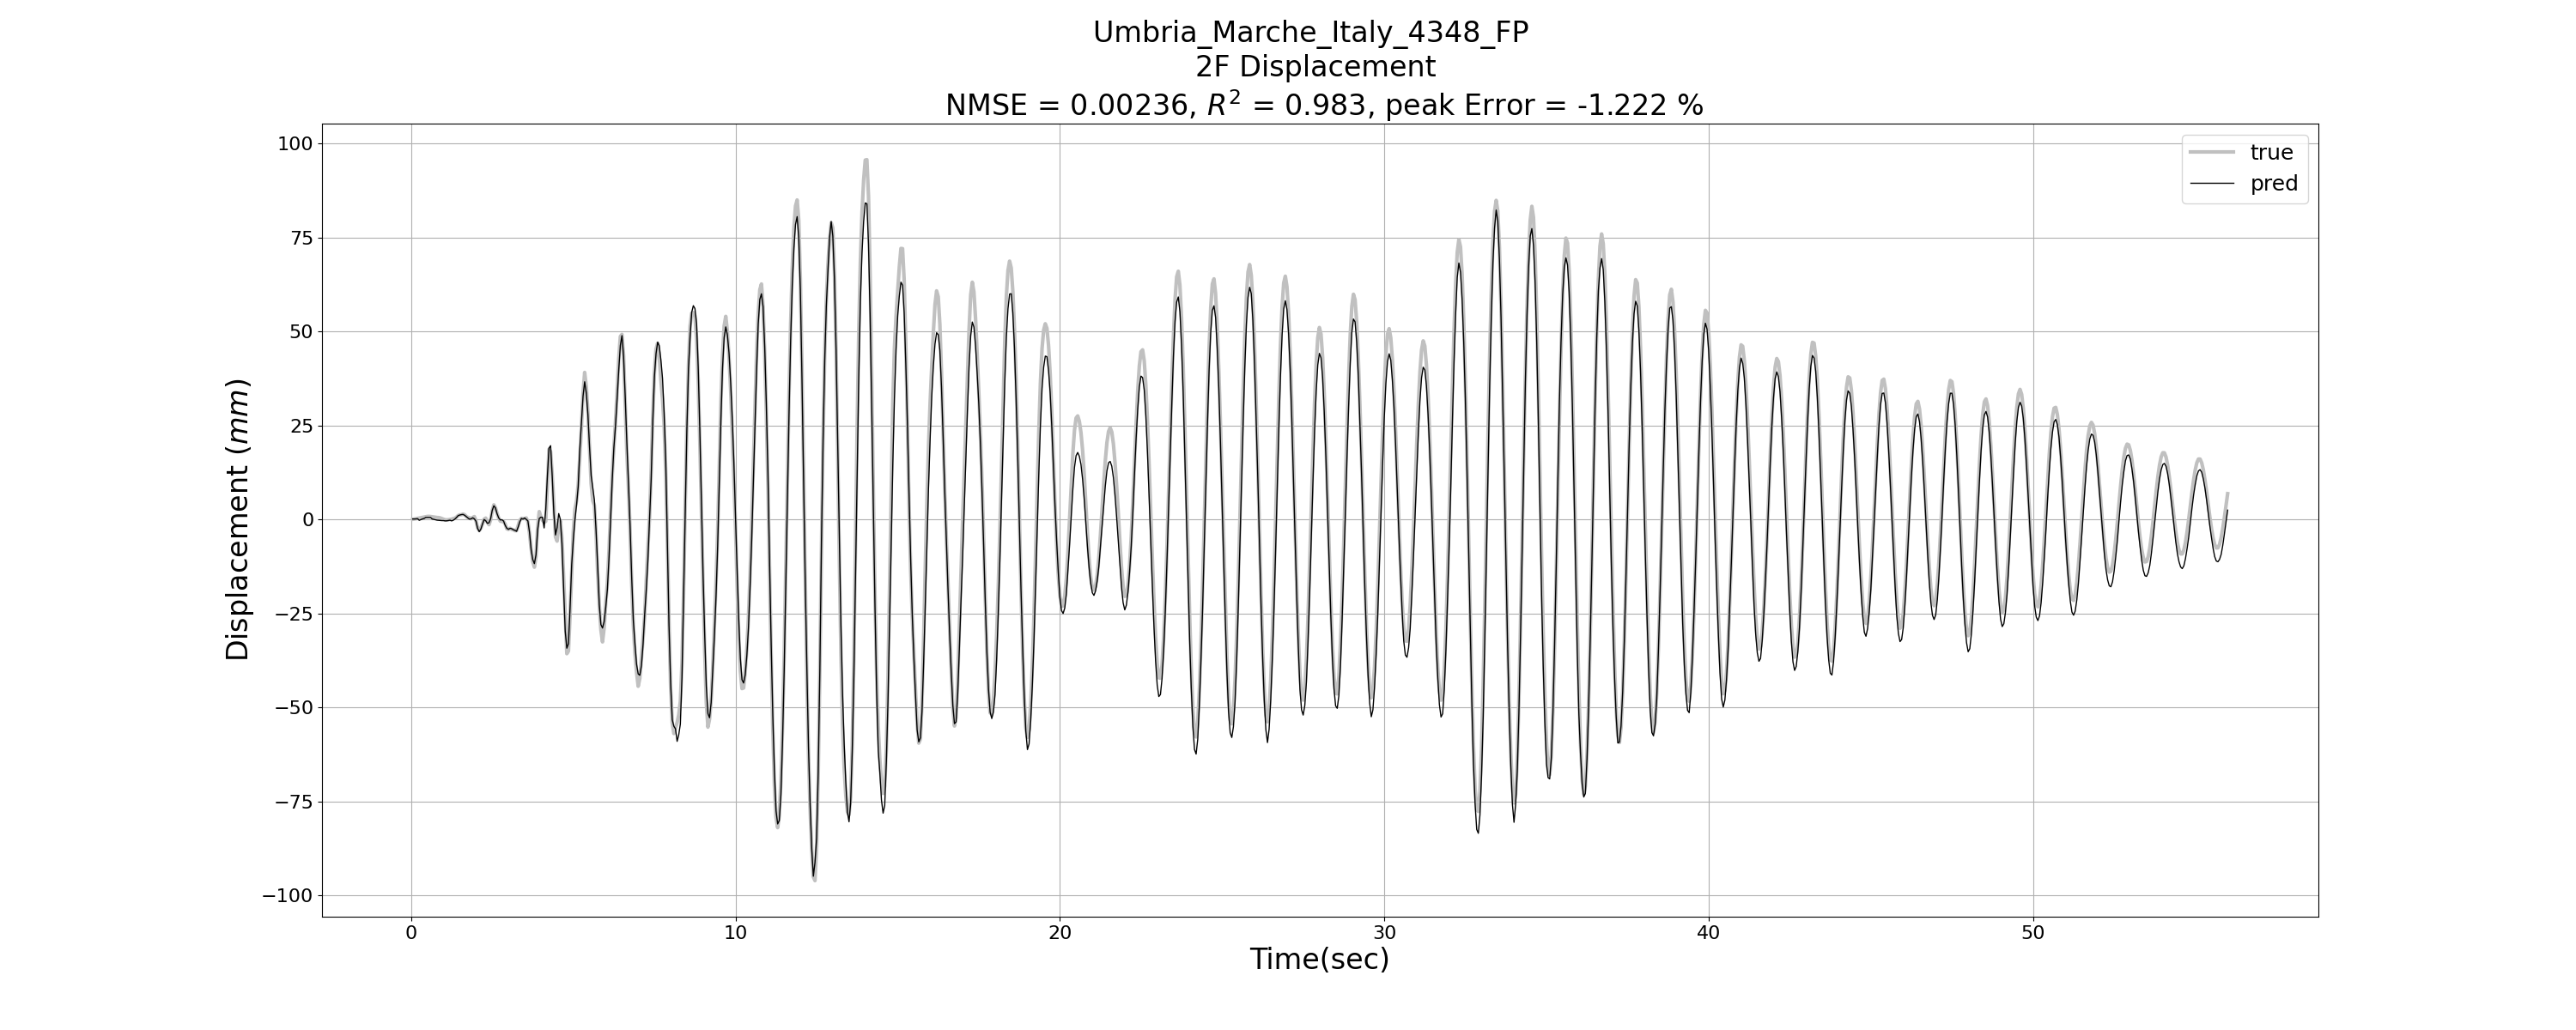 Umbria_Marche_Italy_4348_FP
2F Displacement
NMSE = 0.00236, R² = 0.983, peak Error = -1.222 %
100
75
50
25
0
−25
−50
−75
−100
Displacement (mm)
true
pred
0 10 20 30 40 50
Time(sec)